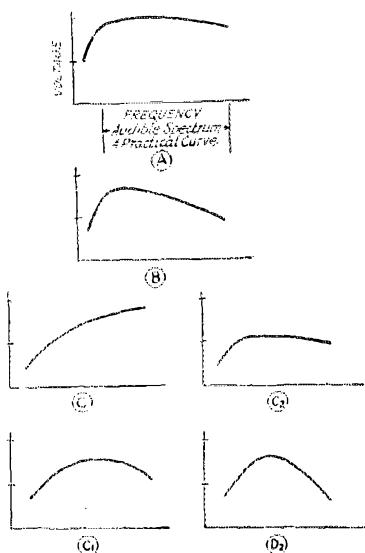 VOLTAGE
FREQUENCY
Audible Spectrum
& Practical Curve.
A
B
C
C2
C1
D2